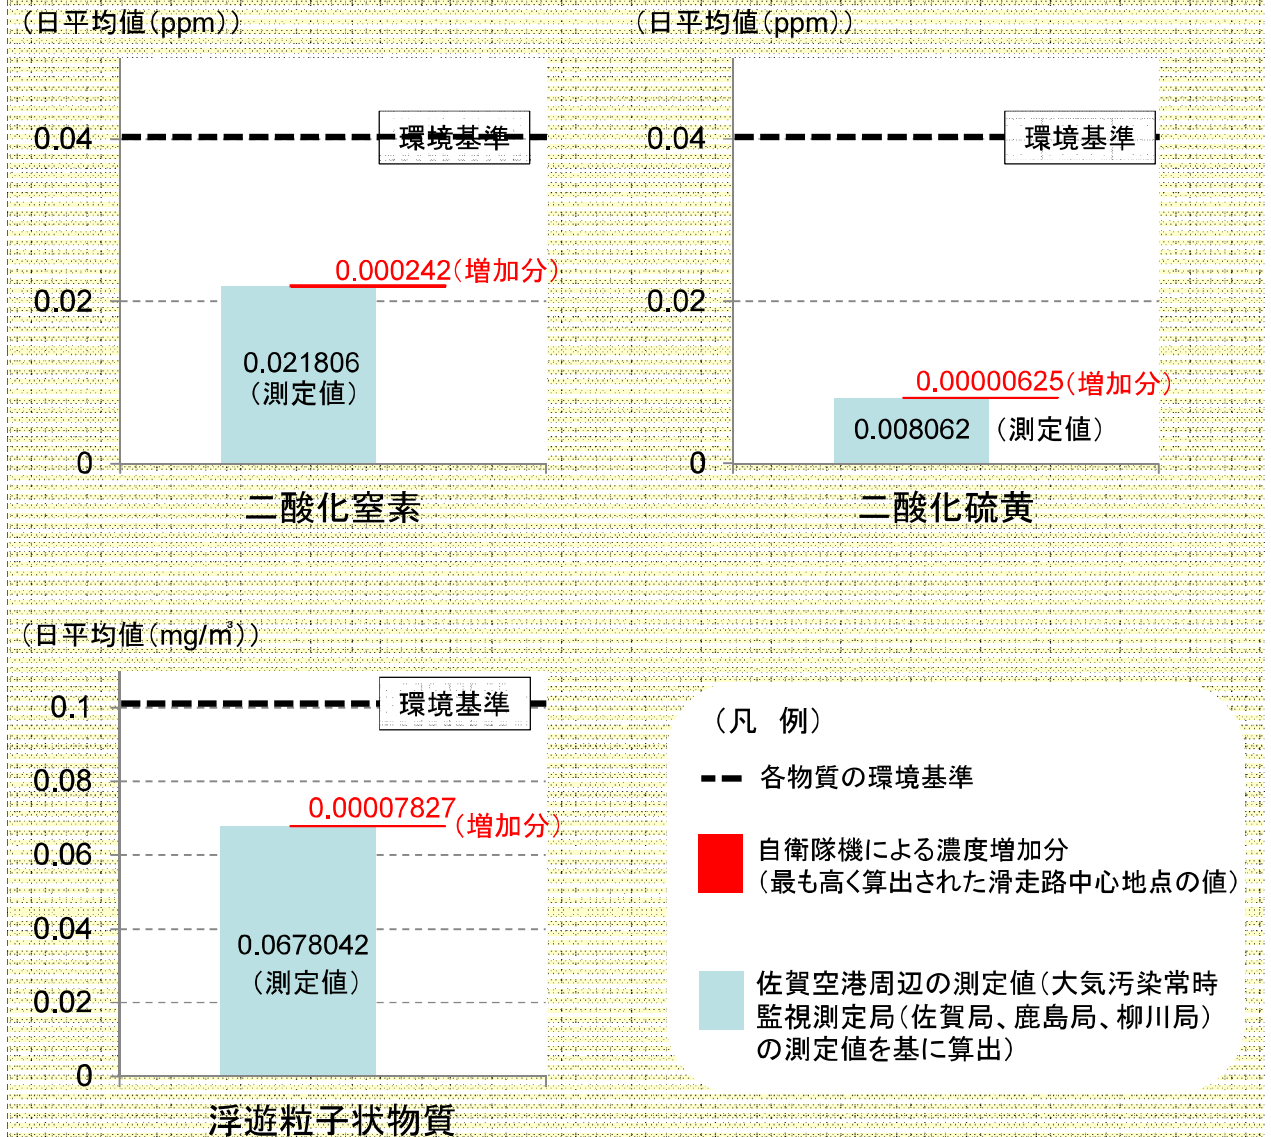 (日平均値(ppm))
0.04
環境基準
0.000242(増加分)
0.02
0.021806
(測定値)
0
二酸化窒素
(日平均値(ppm))
0.04
環境基準
0.02
0.00000625(増加分)
0.008062 (測定値)
0
二酸化硫黄
(日平均値(mg/㎥))
0.1
環境基準
0.08
0.00007827
(増加分)
0.06
0.04
0.0678042
(測定値)
0.02
0
浮遊粒子状物質
(凡 例)
各物質の環境基準
自衛隊機による濃度増加分
(最も高く算出された滑走路中心地点の値)
佐賀空港周辺の測定値(大気汚染常時
監視測定局(佐賀局、鹿島局、柳川局)
の測定値を基に算出)